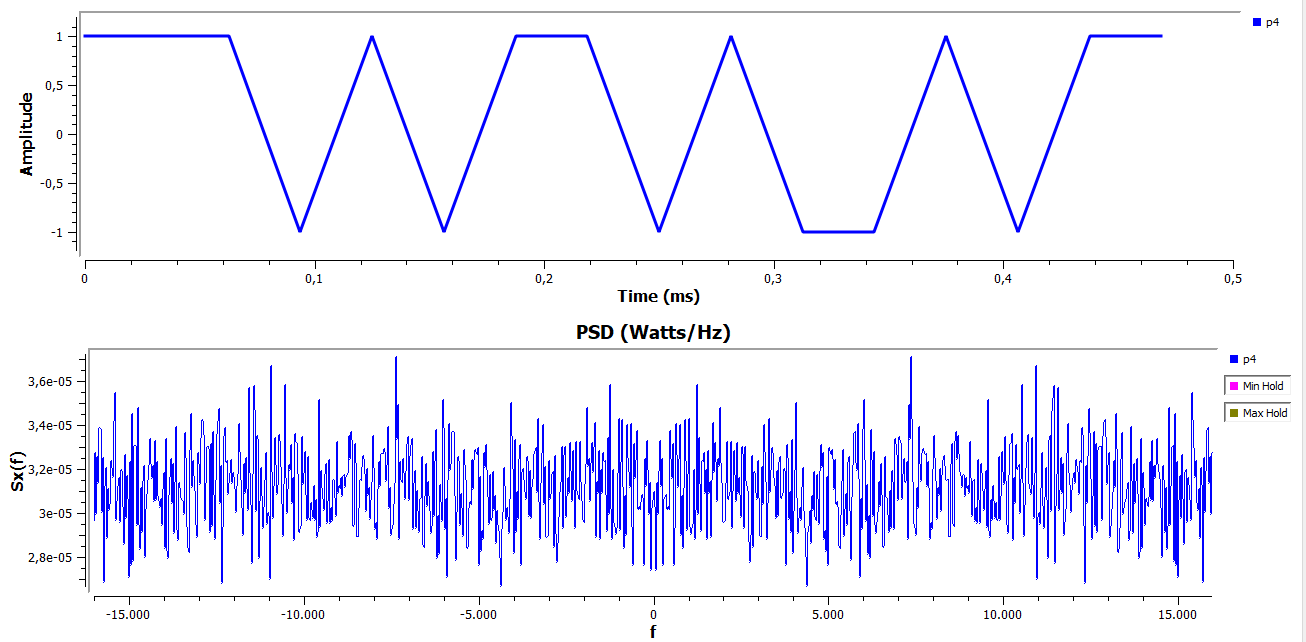 p4
1
0,5
0
-0,5
-1
Amplitude
0 0,1 0,2 0,3 0,4 0,5
Time (ms)
PSD (Watts/Hz)
p4
Min Hold
Max Hold
3,6e-05
3,4e-05
3,2e-05
3e-05
2,8e-05
Sx(f)
-15.000 -10.000 -5.000 0 5.000 10.000 15.000
f